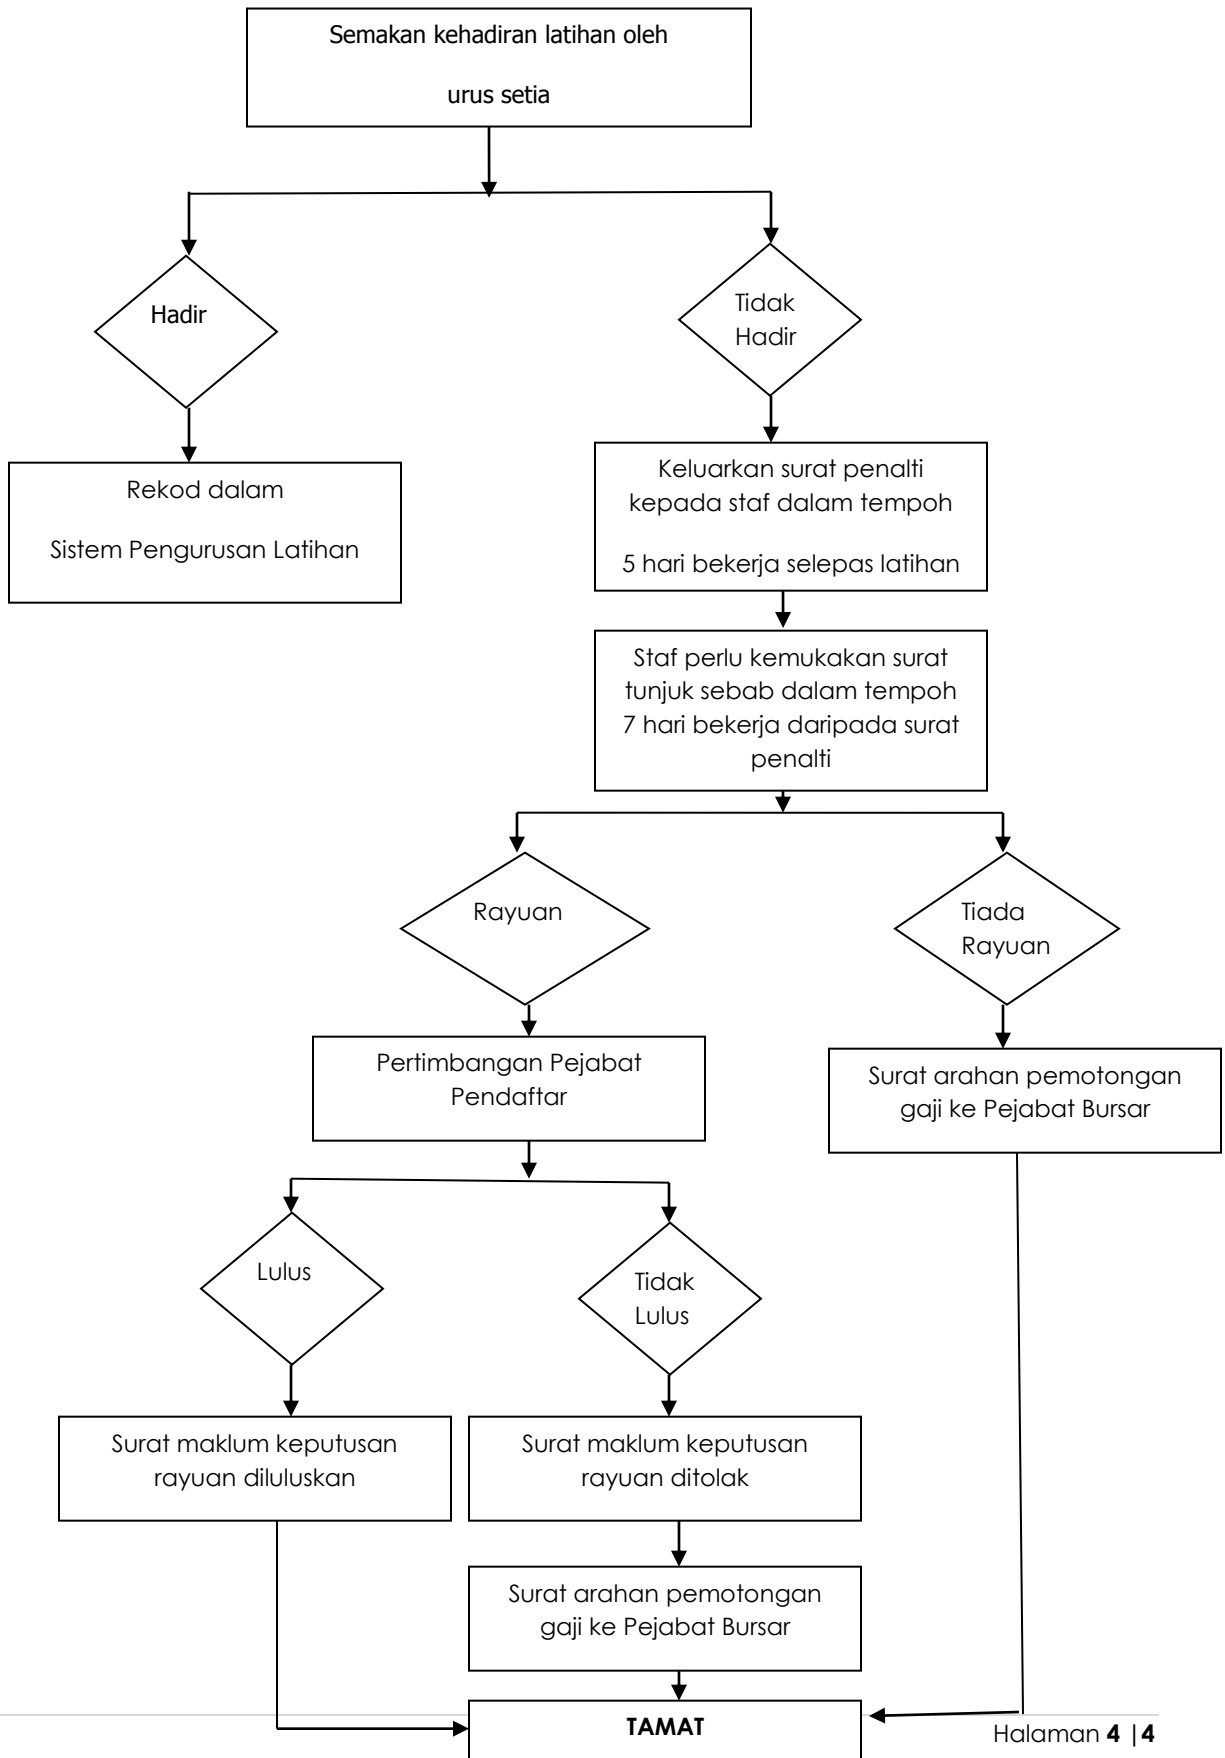 Semakan kehadiran latihan oleh
urus setia
Hadir
Tidak
Hadir
Rekod dalam
Sistem Pengurusan Latihan
Keluarkan surat penalti
kepada staf dalam tempoh
5 hari bekerja selepas latihan
Staf perlu kemukakan surat
tunjuk sebab dalam tempoh
7 hari bekerja daripada surat
penalti
Rayuan
Tiada
Rayuan
Pertimbangan Pejabat
Pendaftar
Surat arahan pemotongan
gaji ke Pejabat Bursar
Lulus
Tidak
Lulus
Surat maklum keputusan
rayuan diluluskan
Surat maklum keputusan
rayuan ditolak
Surat arahan pemotongan
gaji ke Pejabat Bursar
TAMAT
Halaman 4 | 4